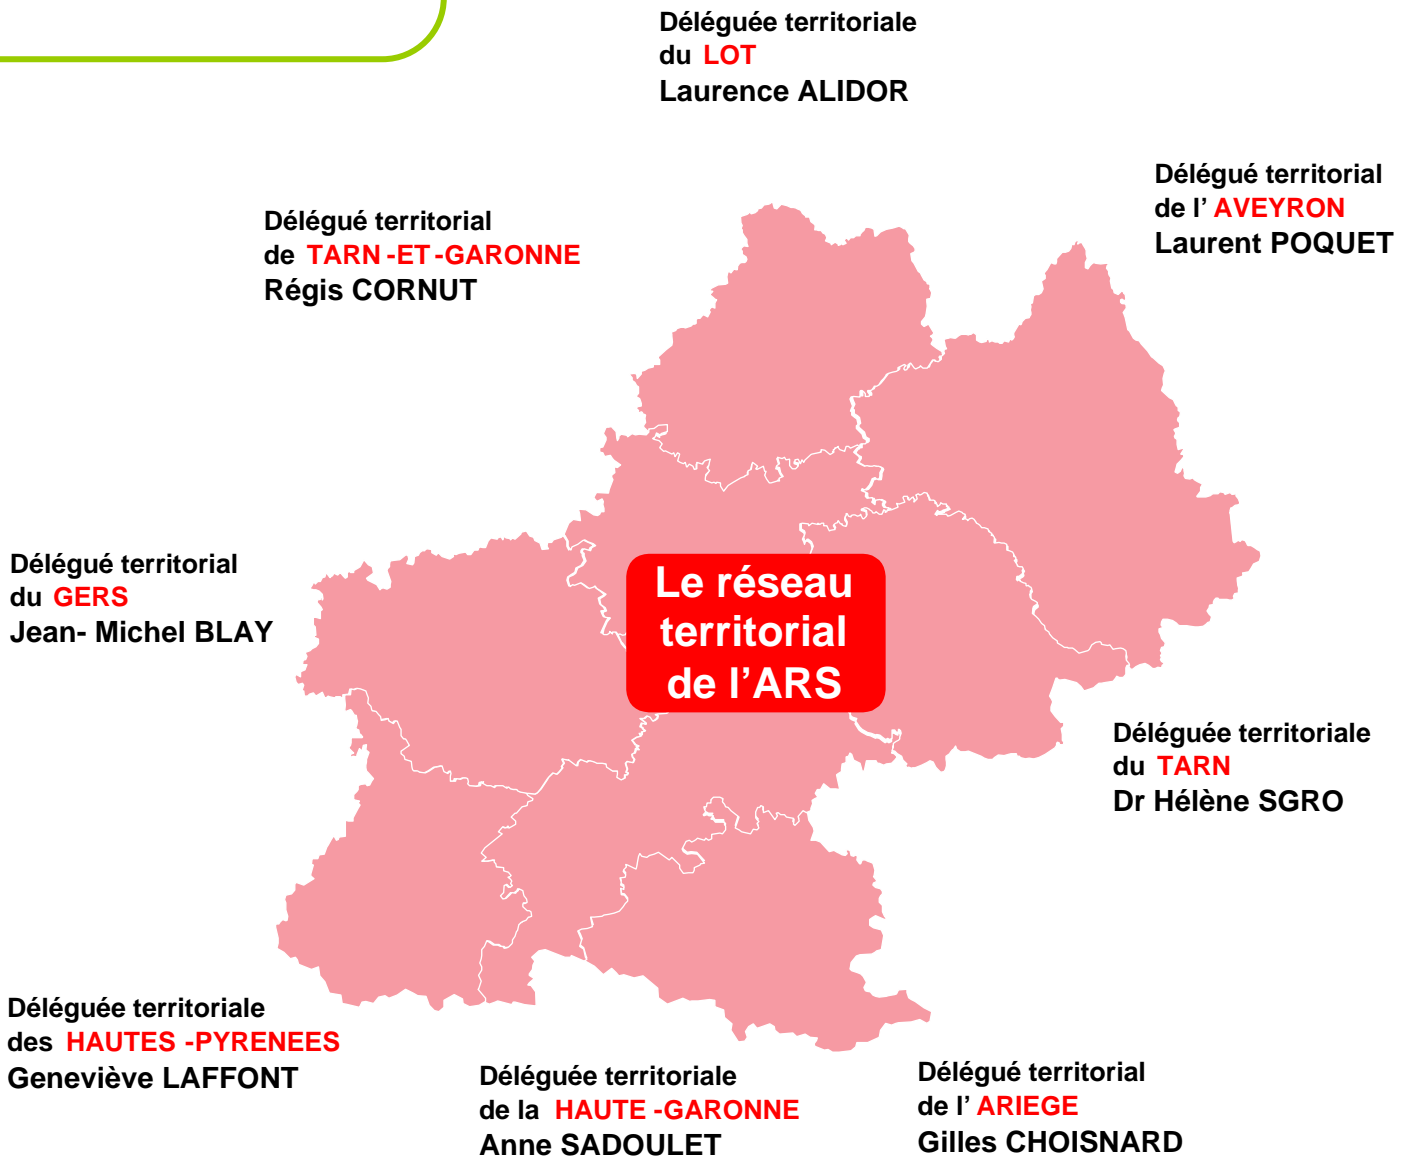 Déléguée territoriale
du LOT
Laurence ALIDOR
Délégué territorial
de l’ AVEYRON
Laurent POQUET
Délégué territorial
de TARN -ET -GARONNE
Régis CORNUT
Délégué territorial
du GERS
Jean- Michel BLAY
Le réseau
territorial
de l’ARS
Déléguée territoriale
du TARN
Dr Hélène SGRO
Déléguée territoriale
des HAUTES -PYRENEES
Geneviève LAFFONT
Déléguée territoriale
de la HAUTE -GARONNE
Anne SADOULET
Délégué territorial
de l’ ARIEGE
Gilles CHOISNARD